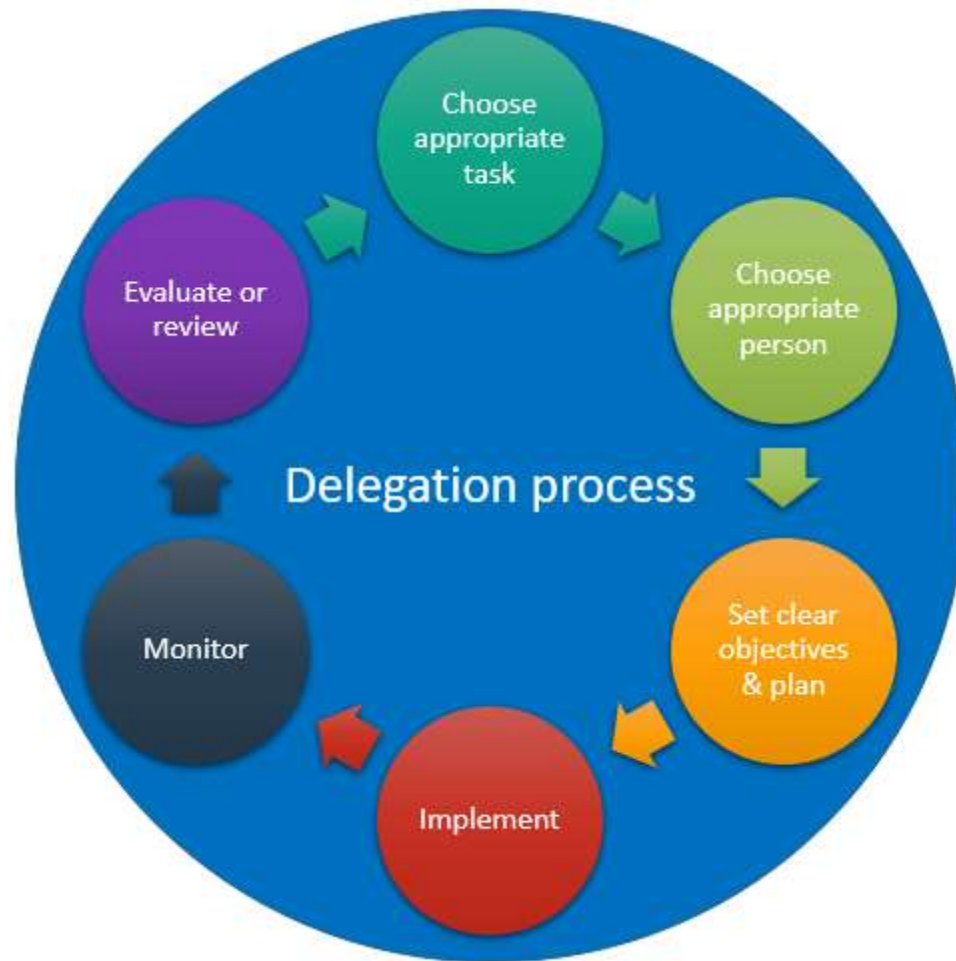 Choose
appropriate
task
Choose
appropriate
person
Set clear
objectives
& plan
Implement
Monitor
Evaluate or
review
Delegation process